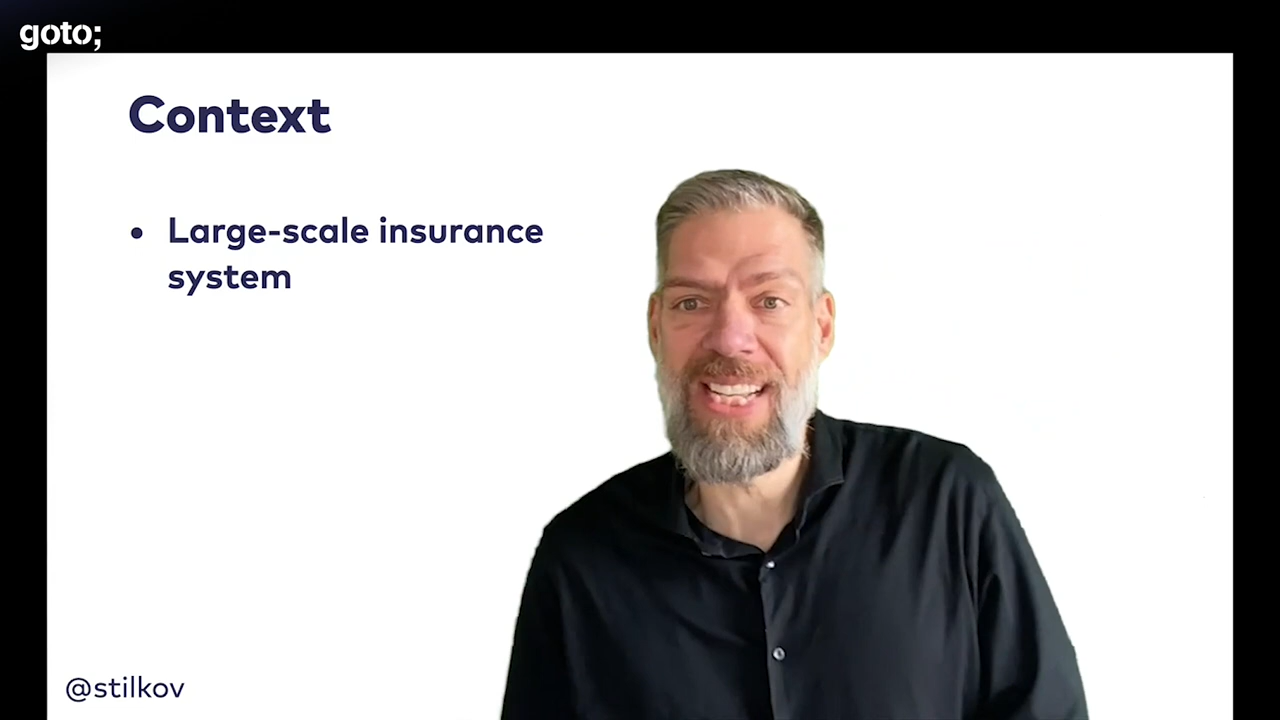 goto;
Context
• Large-scale insurance
system
@stilkov